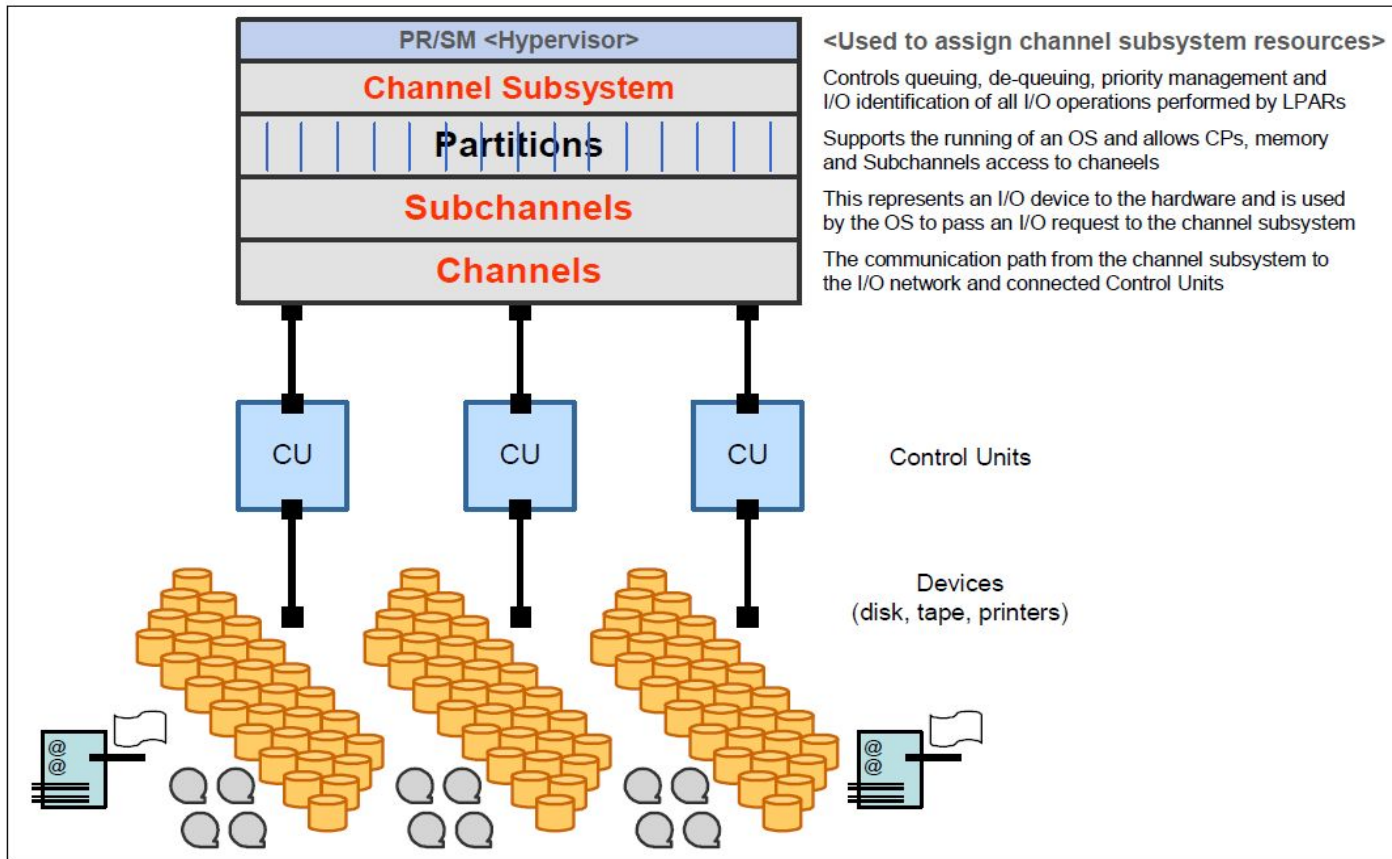 PR/SM <Hypervisor>
<Used to assign channel subsystem resources>
Channel Subsystem
Controls queuing, de-queuing, priority management and
I/O identification of all I/O operations performed by LPARs
Partitions
Supports the running of an OS and allows CPs, memory
and Subchannels access to chaneels
Subchannels
This represents an I/O device to the hardware and is used
by the OS to pass an I/O request to the channel subsystem
Channels
The communication path from the channel subsystem to
the I/O network and connected Control Units
CU
CU
CU
Control Units
Devices
(disk, tape, printers)
@
@
@
@